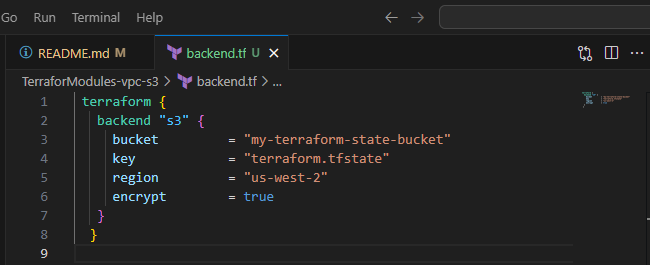 Go Run Terminal Help
README.md M backend.tf U
TerraforModules-vpc-s3 > backend.tf > ...
1 terraform {
2 backend "s3" {
3 bucket = "my-terraform-state-bucket"
4 key = "terraform.tfstate"
5 region = "us-west-2"
6 encrypt = true
7 }
8 }
9